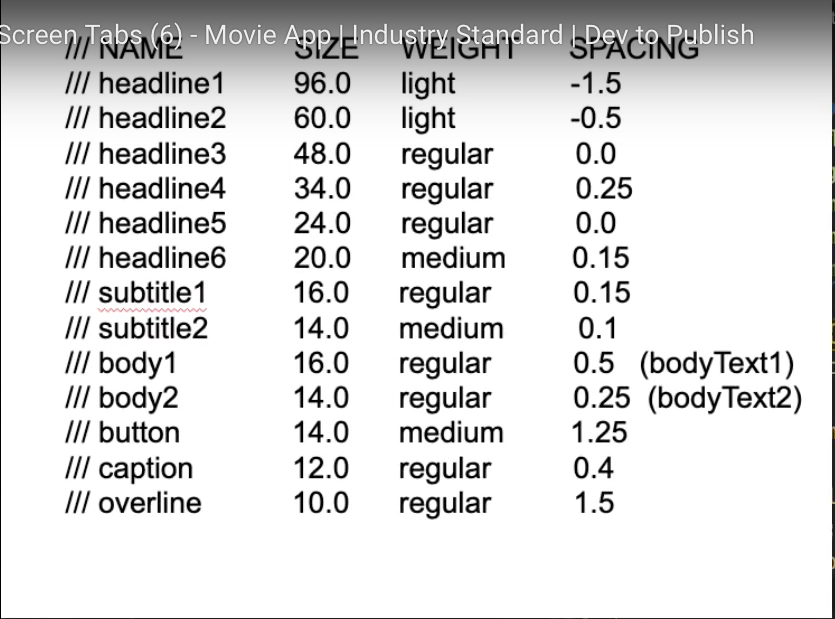 Screen Tabs (6) - Movie App | Industry Standard | Dev to Publish
/// NAME SIZE WEIGHT SPACING
/// headline1 96.0 light -1.5
/// headline2 60.0 light -0.5
/// headline3 48.0 regular 0.0
/// headline4 34.0 regular 0.25
/// headline5 24.0 regular 0.0
/// headline6 20.0 medium 0.15
/// subtitle1 16.0 regular 0.15
/// subtitle2 14.0 medium 0.1
/// body1 16.0 regular 0.5 (bodyText1)
/// body2 14.0 regular 0.25 (bodyText2)
/// button 14.0 medium 1.25
/// caption 12.0 regular 0.4
/// overline 10.0 regular 1.5